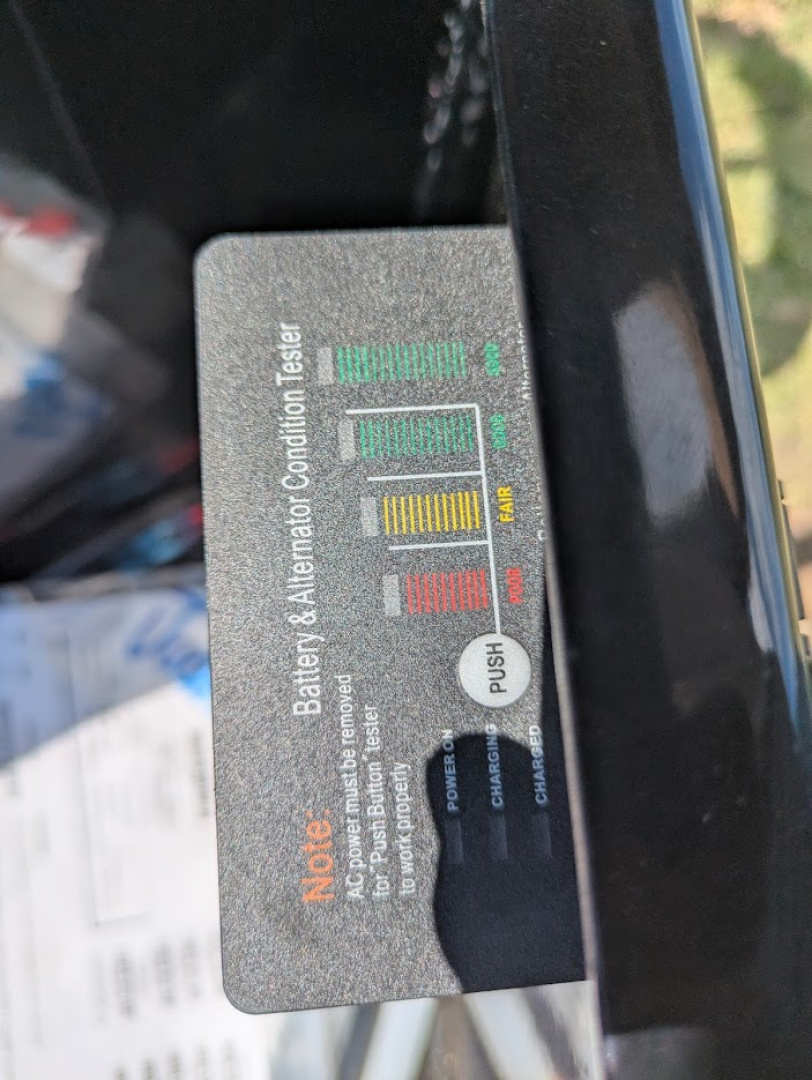 Battery & Alternator Condition Tester
Note:
AC power must be removed
for "Push Button" tester
to work properly
POOR FAIR GOOD GOOD
PUSH
POWER ON
CHARGING
CHARGED